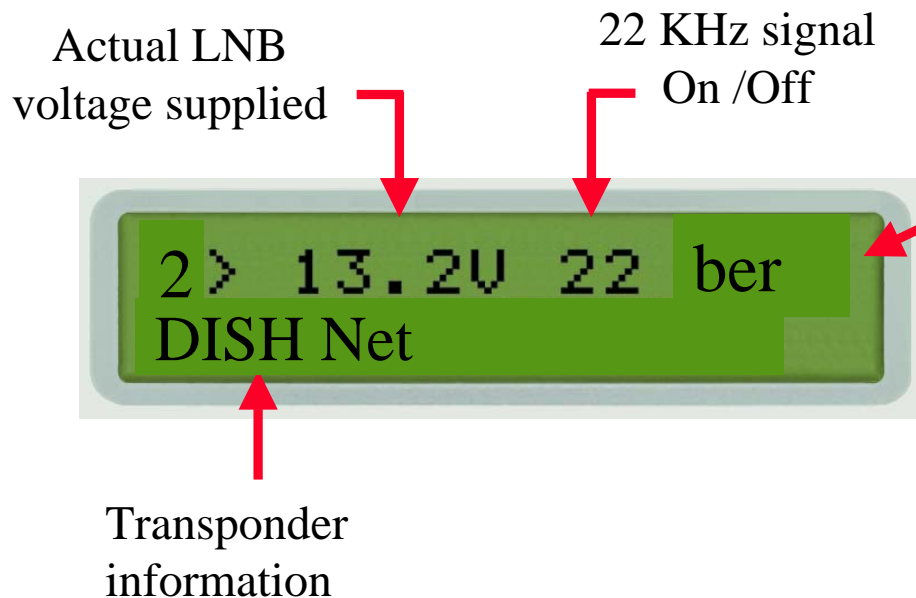 Actual LNB
voltage supplied
22 KHz signal
On /Off
2> 13.2V 22 ber
DISH Net
Transponder
information